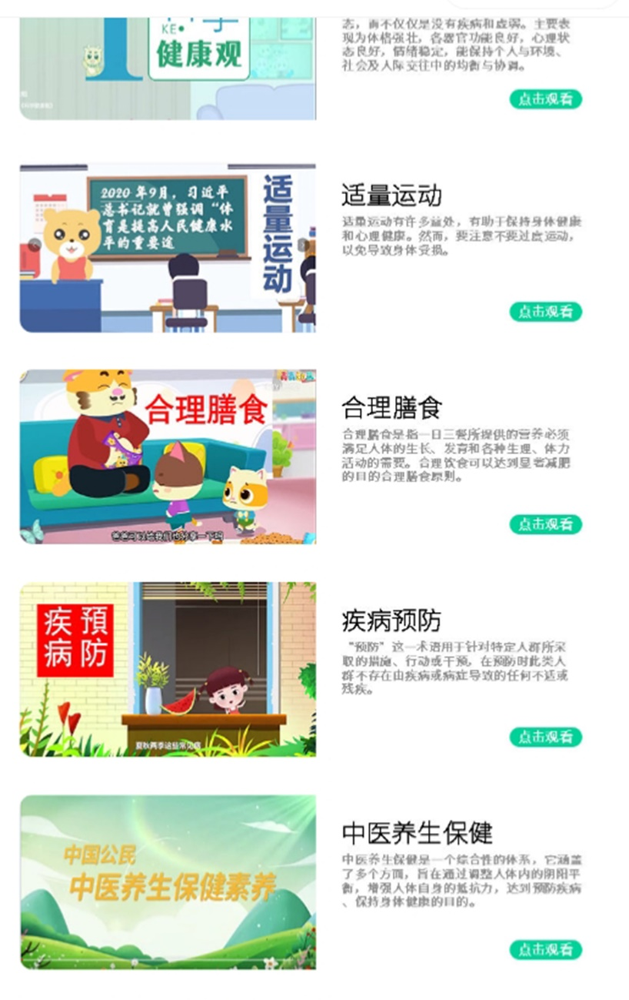 KE
健康观
态，而不仅仅是没有疾病和虚弱。主要表
现为体格强壮，各器官功能良好，心理状
态良好，情绪稳定，能保持个人与环境、
社会及人际交往中的均衡与协调。
点击观看
2020 年9月，习近平
总书记就曾强调“体
育是提高人民健康水
平的重要途
适量运动
适量运动
适量运动有许多益处，有助于保持身体健康
和心理健康。然而，要注意不要过度运动，
以免导致身体受损。
点击观看
合理膳食
爸爸可以给我们也分享一下吗
合理膳食
合理膳食是指一日三餐所提供的营养必须
满足人体的生长、发育和各种生理、体力
活动的需要。合理饮食可以达到显著减肥
的目的合理膳食原则。
点击观看
疾病
預防
夏秋两季这些常见病
疾病预防
“预防”这一术语用于针对特定人群所采
取的措施、行动或干预，在预防时此类人
群不存在由疾病或病症导致的任何不适或
残疾。
点击观看
中国公民
中医养生保健素养
中医养生保健
中医养生保健是一个综合性的体系，它涵盖
了多个方面，旨在通过调整人体内的阴阳平
衡，增强人体自身的抵抗力，达到预防疾病
、保持身体健康的目的。
点击观看